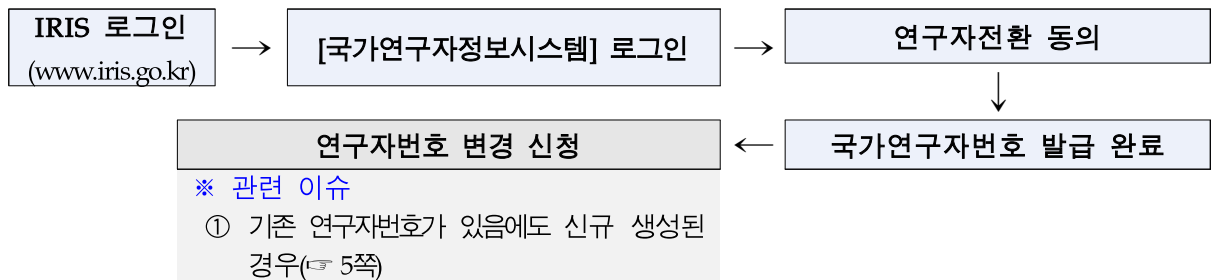 IRIS 로그인
(www.iris.go.kr)
→
[국가연구자정보시스템] 로그인
→
연구자전환 동의
↓
국가연구자번호 발급 완료
←
연구자번호 변경 신청
※ 관련 이슈
① 기존 연구자번호가 있음에도 신규 생성된
경우(☞ 5쪽)